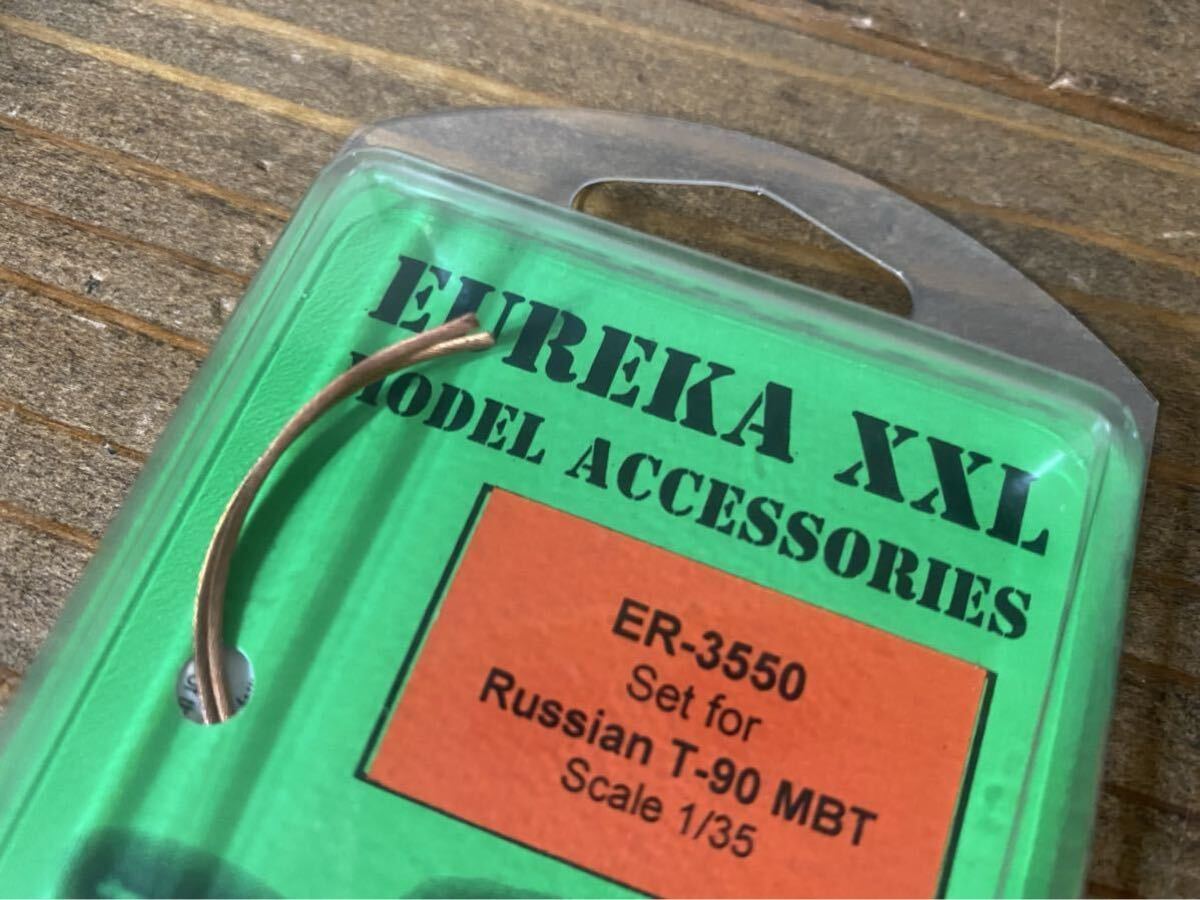 EUREKA XXL
MODEL ACCESSORIES
ER-3550
Set for
Russian T-90 MBT
Scale 1/35